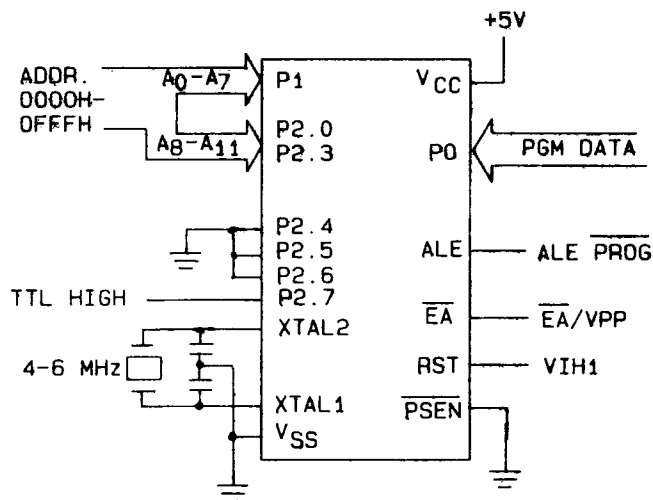 +5V
ADDR.
0000H-
0FFFH
A0-A7
A8-A11
P1
P2.0
P2.3
P2.4
P2.5
P2.6
P2.7
XTAL2
XTAL1
VSS
TTL HIGH
4-6 MHz
VCC
P0
PGM DATA
ALE
ALE PROG
EA
EA/VPP
RST
VIH1
PSEN